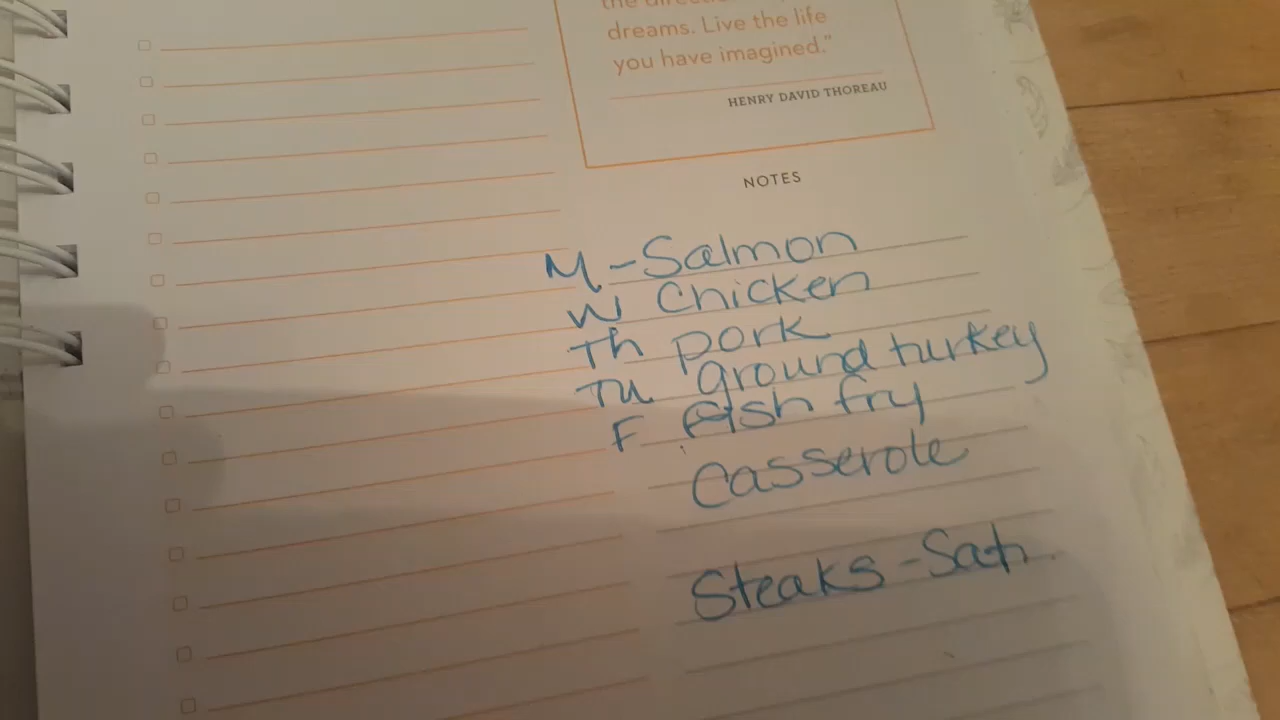 dreams. Live the life
you have imagined."
HENRY DAVID THOREAU
NOTES
M - Salmon
W Chicken
Th pork
Tu ground turkey
F fish fry
Casserole
Steaks - Sat